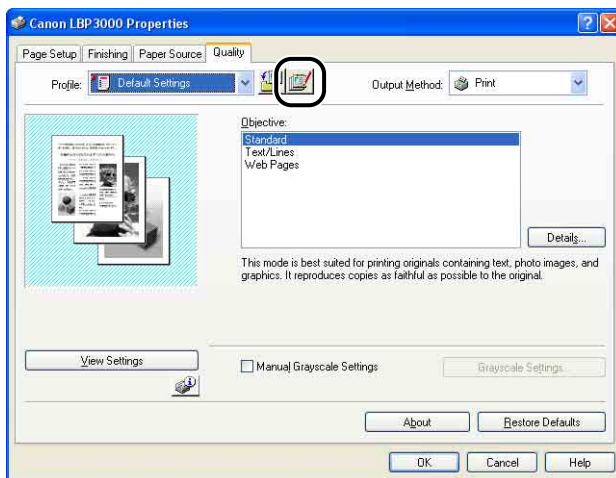 Canon LBP3000 Properties
Page Setup Finishing Paper Source Quality
Profile: Default Settings Output Method: Print
Objective:
Standard
Text/Lines
Web Pages
Details...
This mode is best suited for printing originals containing text, photo images, and
graphics. It reproduces copies as faithful as possible to the original.
View Settings
Manual Grayscale Settings Grayscale Settings...
About Restore Defaults
OK Cancel Help